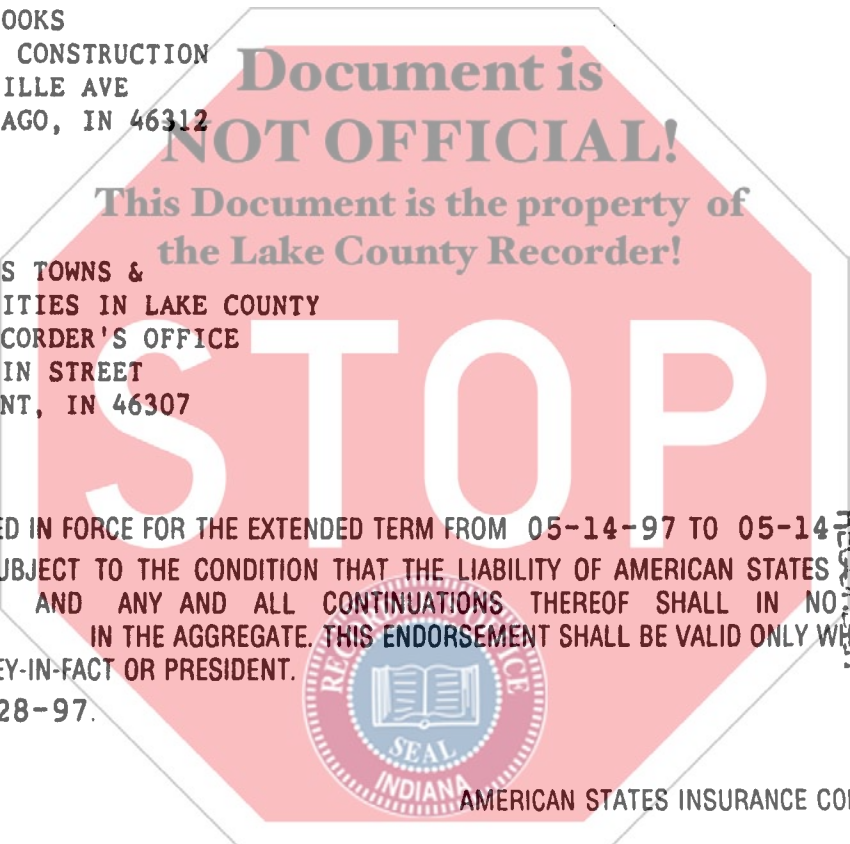 OOKS
CONSTRUCTION
ILLE AVE
AGO, IN 46312
Document is
NOT OFFICIAL!
This Document is the property of
the Lake County Recorder!
S TOWNS &
ITIES IN LAKE COUNTY
CORDER'S OFFICE
IN STREET
NT, IN 46307
STOP
ED IN FORCE FOR THE EXTENDED TERM FROM 05-14-97 TO 05-14
UBJECT TO THE CONDITION THAT THE LIABILITY OF AMERICAN STATES
AND ANY AND ALL CONTINUATIONS THEREOF SHALL IN NO
IN THE AGGREGATE. THIS ENDORSEMENT SHALL BE VALID ONLY WH
EY-IN-FACT OR PRESIDENT.
28-97.
SEAL
INDIANA
AMERICAN STATES INSURANCE CO